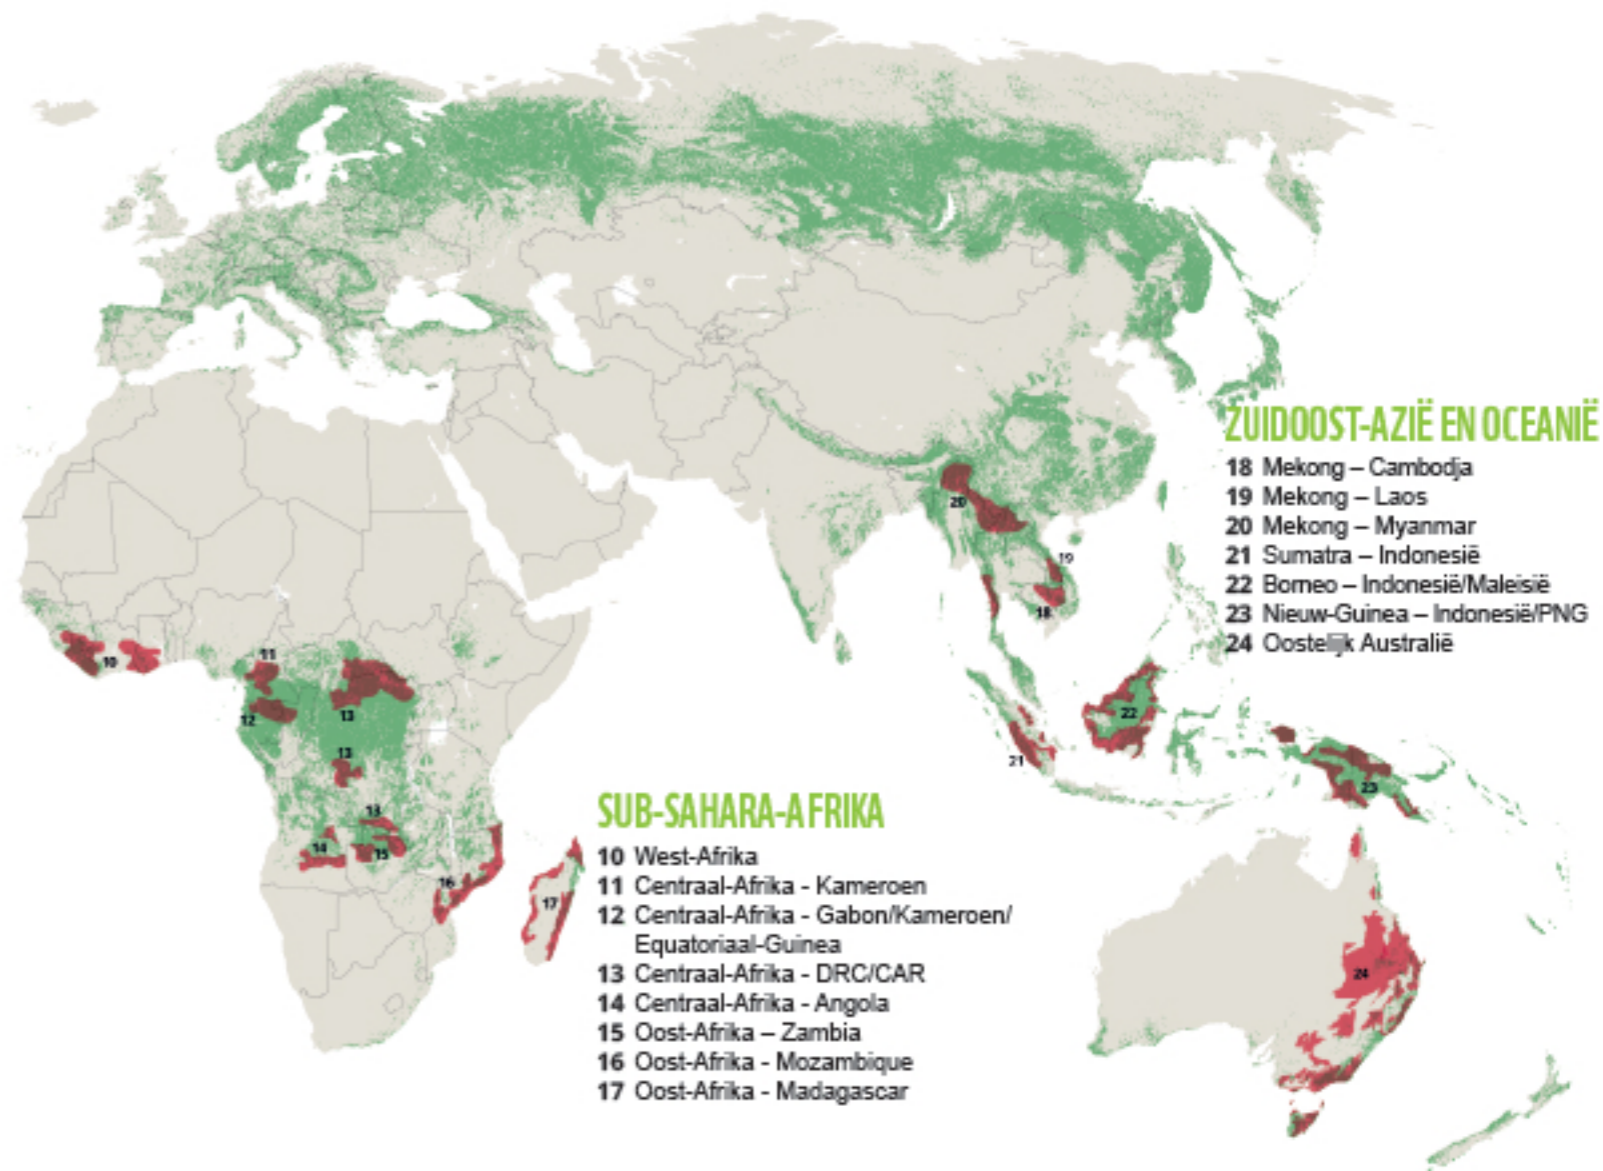 ZUIDOOST-AZIË EN OCEANIË
18 Mekong – Cambodja
19 Mekong – Laos
20 Mekong – Myanmar
21 Sumatra – Indonesië
22 Borneo – Indonesië/Maleisië
23 Nieuw-Guinea – Indonesië/PNG
24 Oostelijk Australië
20
19
18
10
11
12
13
22
21
13
23
13
14
15
16
17
24
SUB-SAHARA-AFRIKA
10 West-Afrika
11 Centraal-Afrika - Kameroen
12 Centraal-Afrika - Gabon/Kameroen/
Equatoriaal-Guinea
13 Centraal-Afrika - DRC/CAR
14 Centraal-Afrika - Angola
15 Oost-Afrika – Zambia
16 Oost-Afrika - Mozambique
17 Oost-Afrika - Madagascar